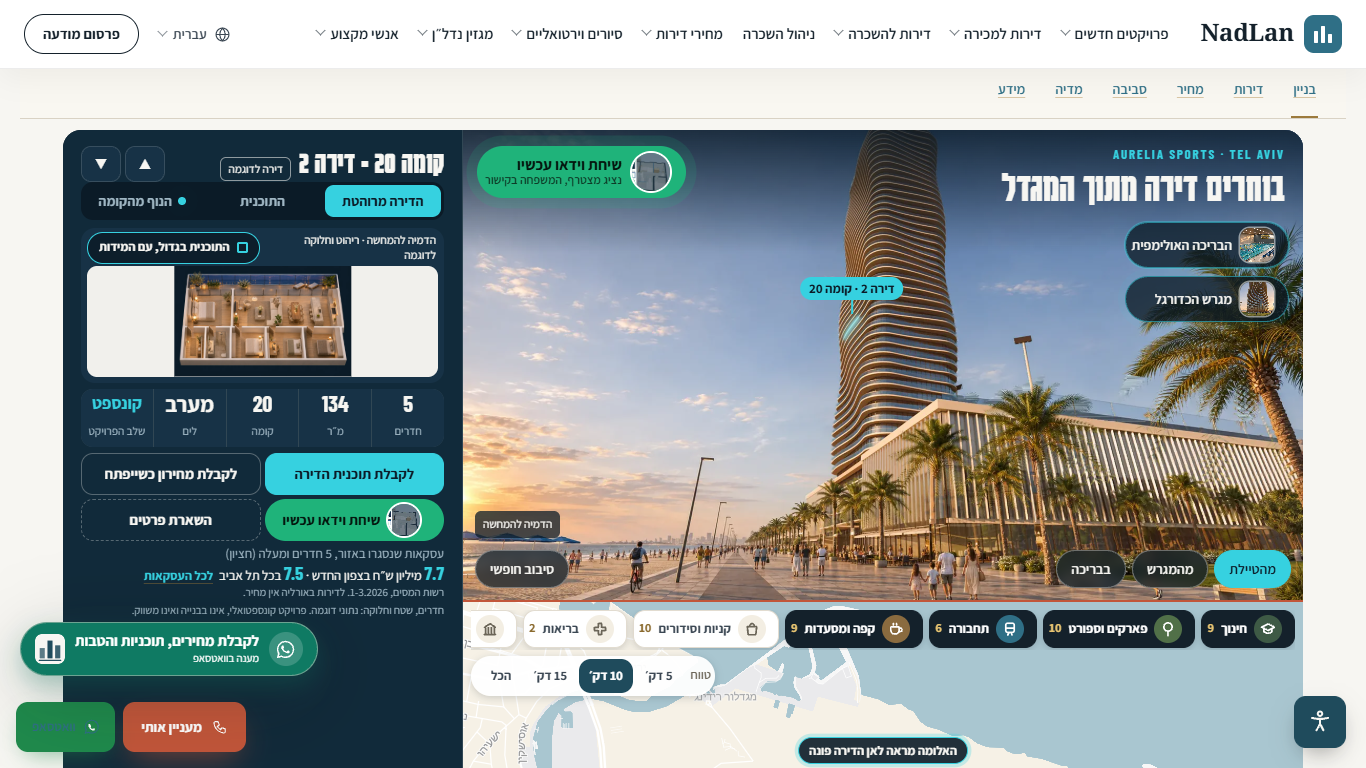 NadLan
פרויקטים חדשים
דירות למכירה
דירות להשכרה
ניהול השכרה
מחירי דירות
סיורים וירטואליים
מגזין נדל״ן
אנשי מקצוע
עברית
פרסום מודעה
בניין
דירות
מחיר
סביבה
מדיה
מידע
AURELIA SPORTS · TEL AVIV
בוחרים דירה מתוך המגדל
הבריכה האולימפית
מגרש הכדורגל
שיחת וידאו עכשיו
נציג מצטרף, המשפחה בקישור
דירה 2 · קומה 20
הדמיה להמחשה
סיבוב חופשי
מהטיילת
מהמגרש
בבריכה
קומה 20 - דירה 2
דירה לדוגמה
▲
▼
הדירה מרוהטת
התוכנית
הנוף מהקומה
הדמיה להמחשה · ריהוט וחלוקה לדוגמה
התוכנית בגדול, עם המידות
5
חדרים
134
מ״ר
20
קומה
מערב
לים
קונספט
שלב הפרויקט
לקבלת תוכנית הדירה
לקבלת מחירון כשייפתח
שיחת וידאו עכשיו
השארת פרטים
עסקאות שנסגרו באזור, 5 חדרים ומעלה (חציון)
7.7 מיליון ש״ח בצפון החדש · 7.5 בכל תל אביב לכל העסקאות
רשות המסים, 1-3.2026. לדירות באורליה אין מחיר.
חדרים, שטח וחלוקה: נתוני דוגמה. פרויקט קונספטואלי, אינו בבנייה ואינו משווק.
חינוך 9
פארקים וספורט 10
תחבורה 6
קפה ומסעדות 9
קניות וסידורים 10
בריאות 2
טווח
5 דק׳
10 דק׳
15 דק׳
הכל
מגדלור רידינג
ישעיהו
אוסישקין
האלומה מראה לאן הדירה פונה
לקבלת מחירים, תוכניות והטבות
מענה בוואטסאפ
מעניין אותי